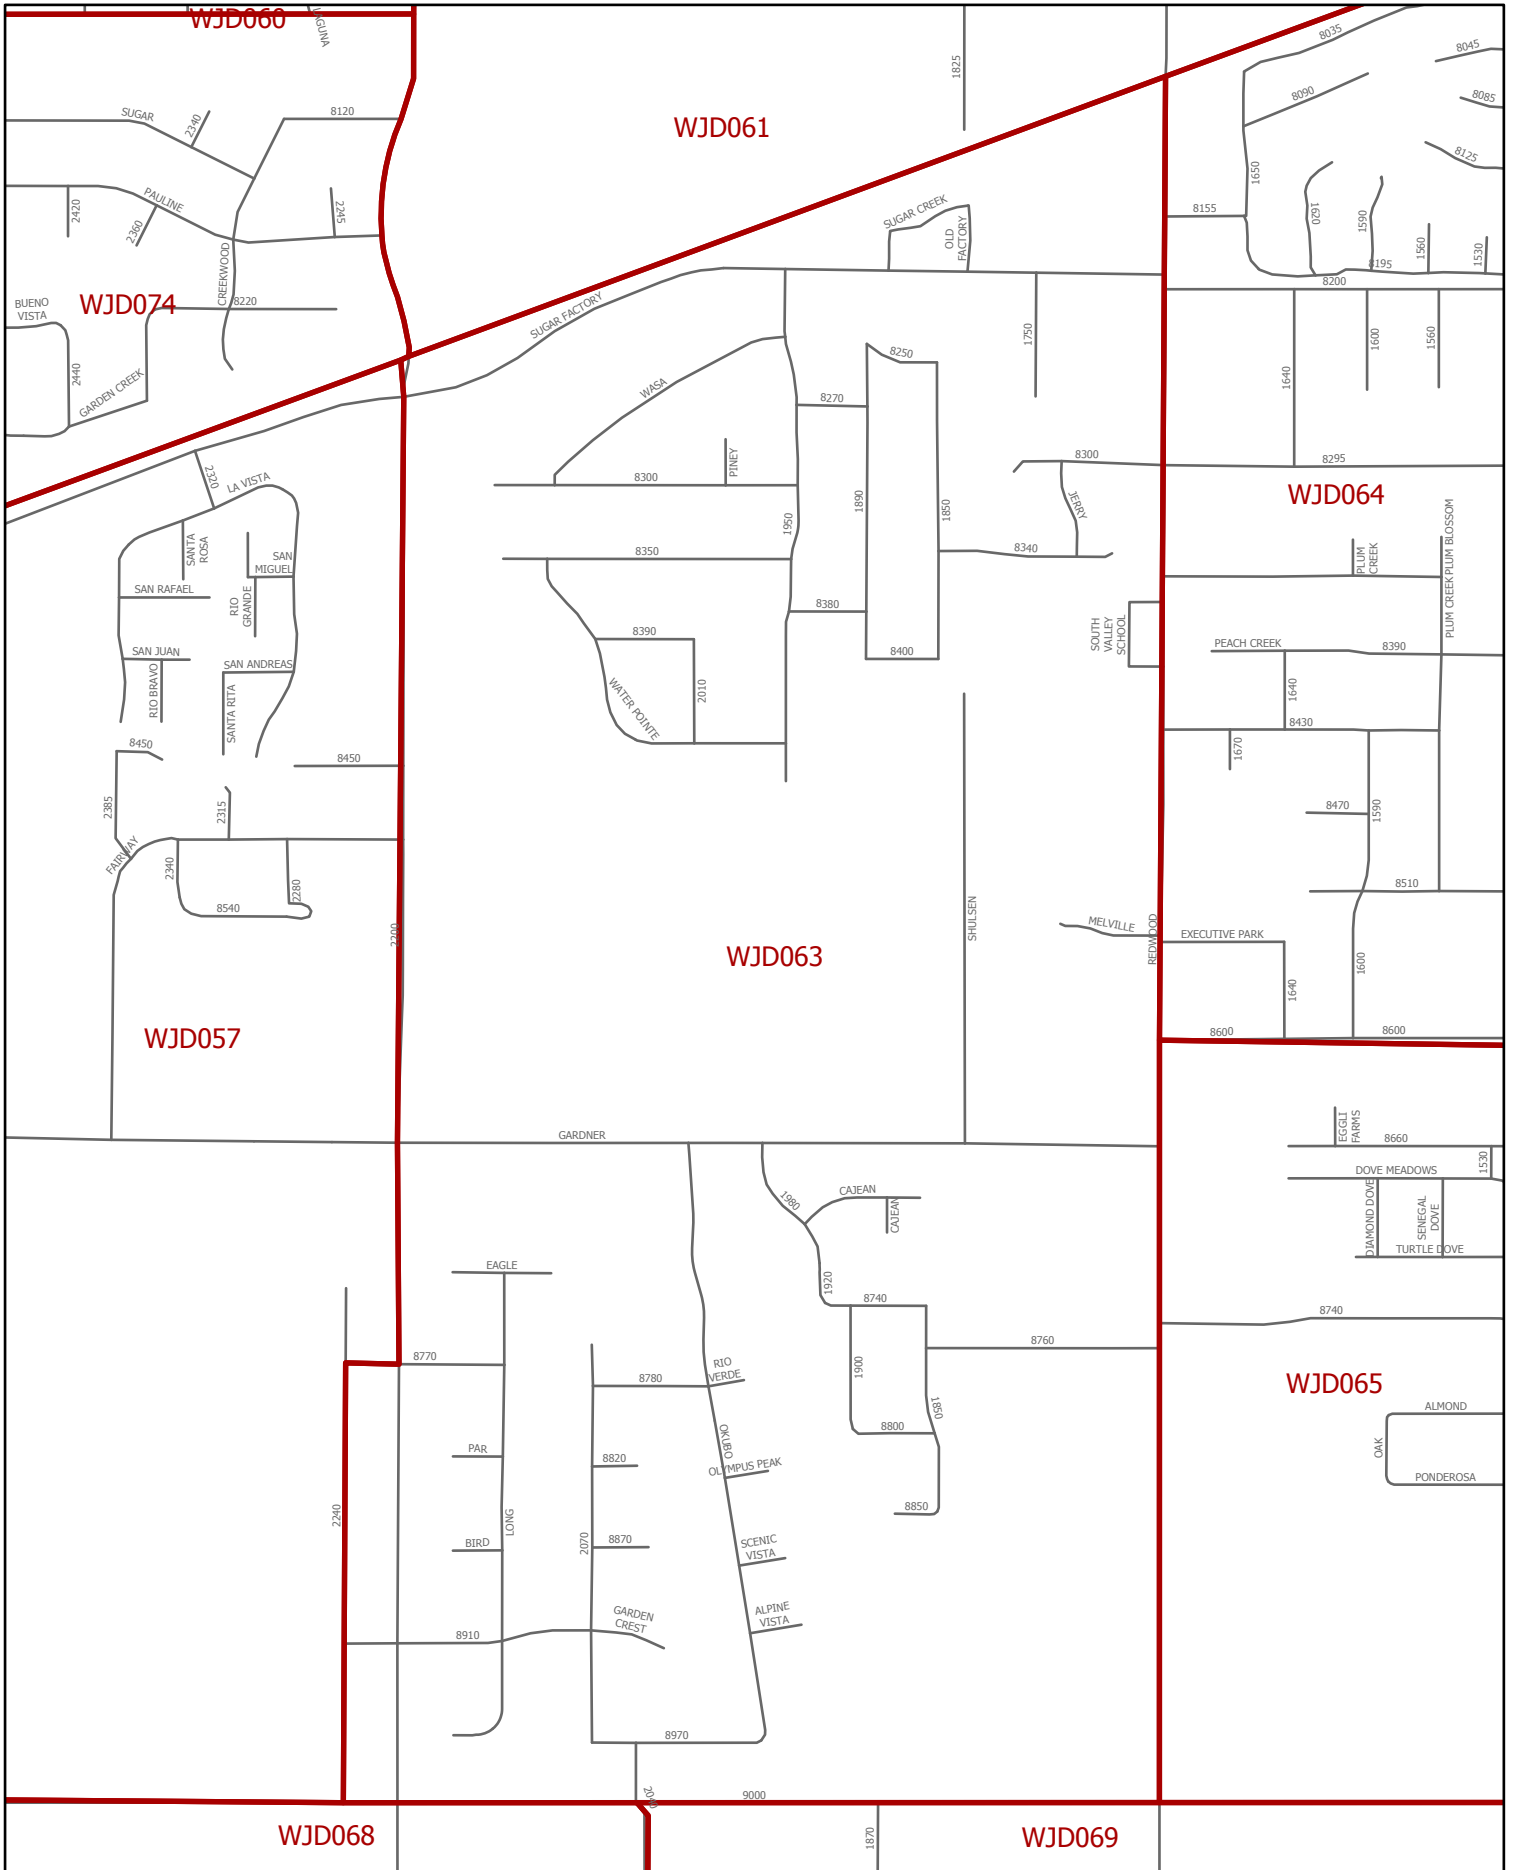 WJD060
LAGUNA
8035
8045
1825
8090
8085
SUGAR
2340
8120
WJD061
8125
1650
PAULINE
2420
2360
2245
SUGAR CREEK
OLD
FACTORY
8155
1620
1590
1560
1530
CREEKWOOD
8195
8200
BUENO
VISTA
WJD074
8220
SUGAR FACTORY
1750
1600
1560
2440
GARDEN CREEK
WASA
8250
1640
8270
2320
LA VISTA
PINEY
8300
8300
8295
1890
1850
JERRY
WJD064
1950
SANTA
ROSA
SAN
MIGUEL
8350
8340
PLUM
CREEK
PLUM BLOSSOM
SAN RAFAEL
RIO
GRANDE
8380
PLUM CREEK
SOUTH
VALLEY
SCHOOL
SAN JUAN
SAN ANDREAS
8390
8400
PEACH CREEK
8390
RIO BRAVO
SANTA RITA
WATER POINTE
2010
1640
8430
8450
8450
1670
2385
2315
8470
1590
FAIRWAY
2340
2280
8510
8540
2200
SHULSEN
MELVILLE
REDWOOD
EXECUTIVE PARK
WJD063
1600
1640
WJD057
8600
8600
GARDNER
EGGLI
FARMS
8660
1530
DOVE MEADOWS
1980
CAJEAN
CAJEAN
DIAMOND DOVE
SENEGAL
DOVE
TURTLE DOVE
EAGLE
1920
8740
8740
8760
8770
RIO
VERDE
8780
1900
WJD065
1850
ALMOND
OKUBO
8800
PAR
8820
OLYMPUS PEAK
OAK
PONDEROSA
2240
LONG
8850
BIRD
2070
8870
SCENIC
VISTA
GARDEN
CREST
ALPINE
VISTA
8910
8970
2040
9000
WJD068
1870
WJD069